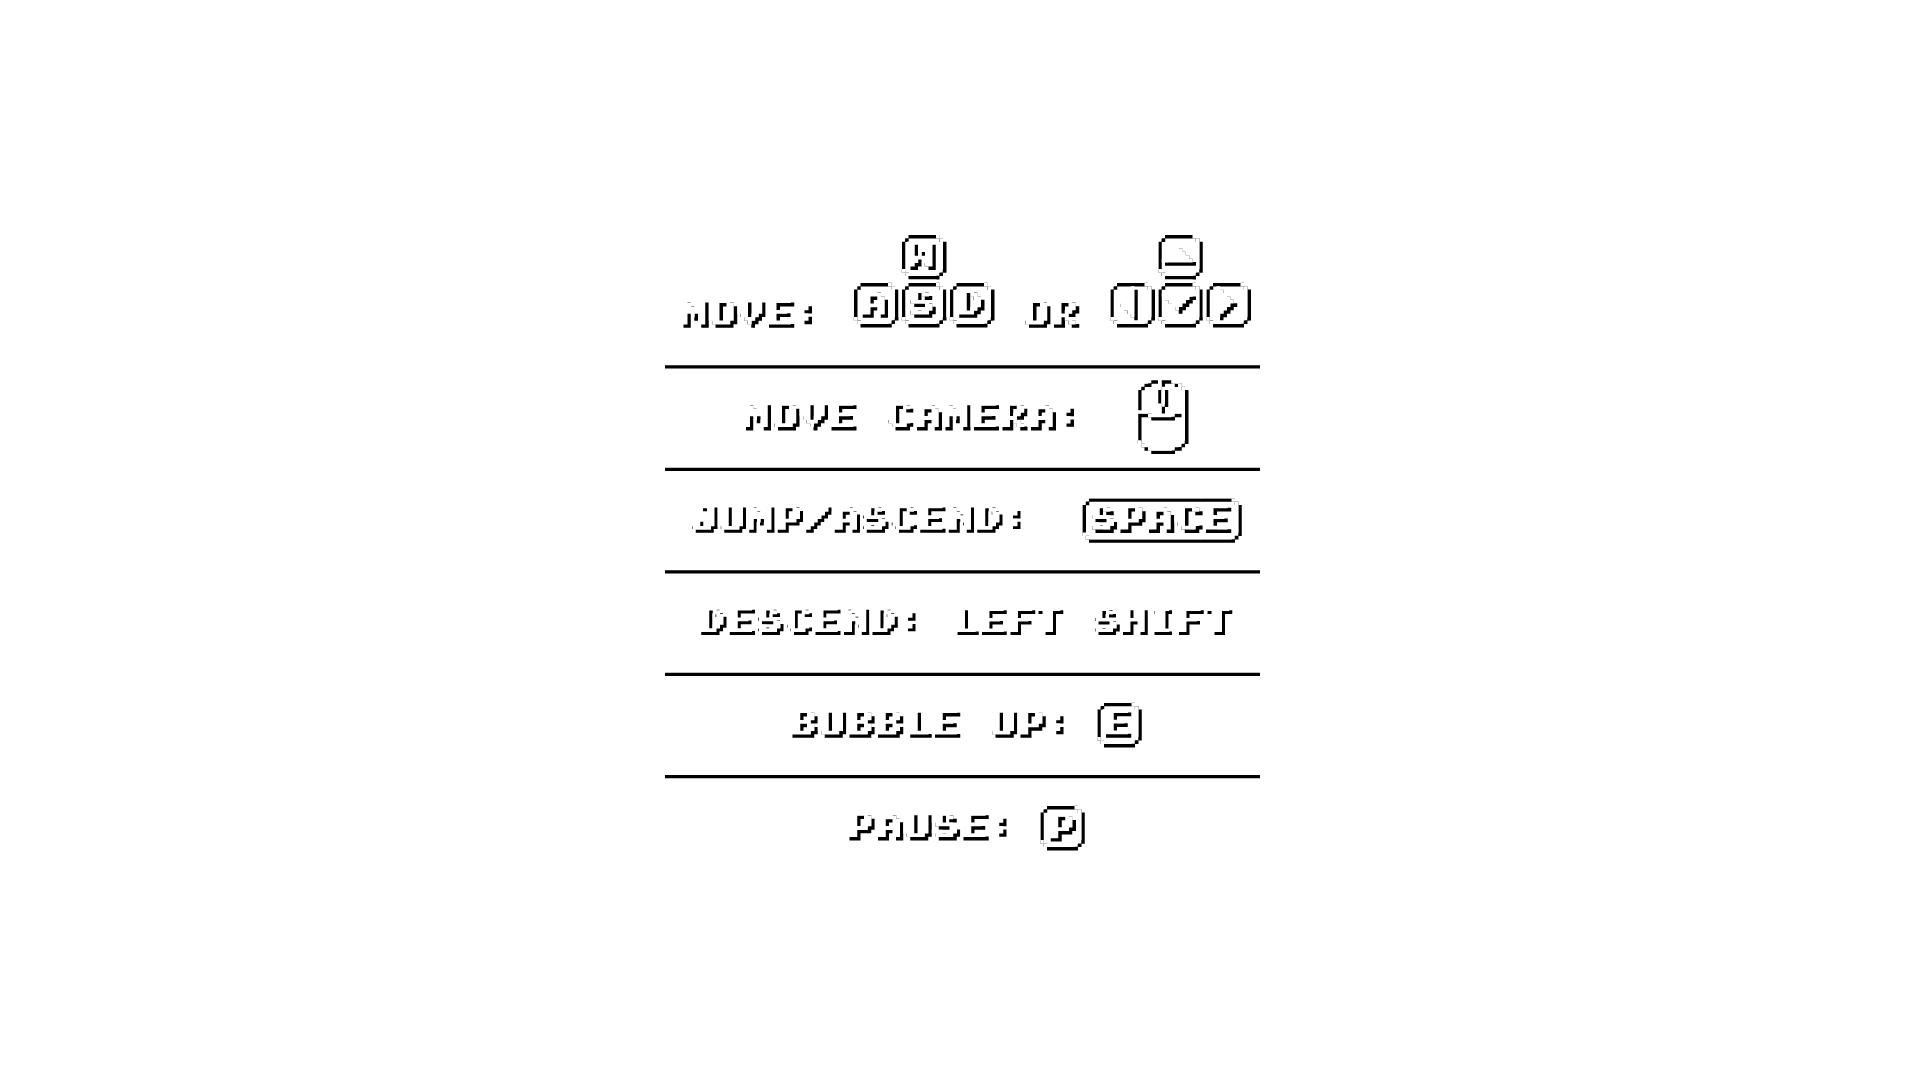 W
MOVE: ASD OR
MOVE CAMERA:
JUMP/ASCEND: SPACE
DESCEND: LEFT SHIFT
BUBBLE UP: E
PAUSE: P